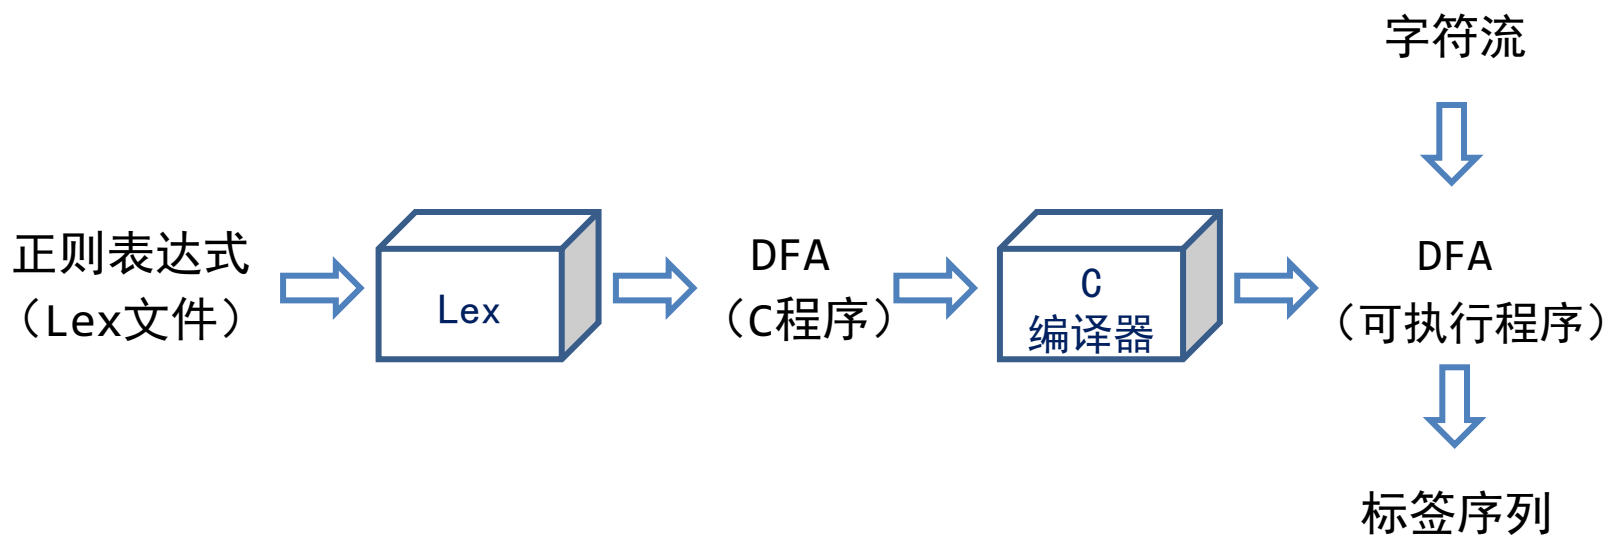 字符流
正则表达式
（Lex文件）
Lex
DFA
（C程序）
C
编译器
DFA
（可执行程序）
标签序列